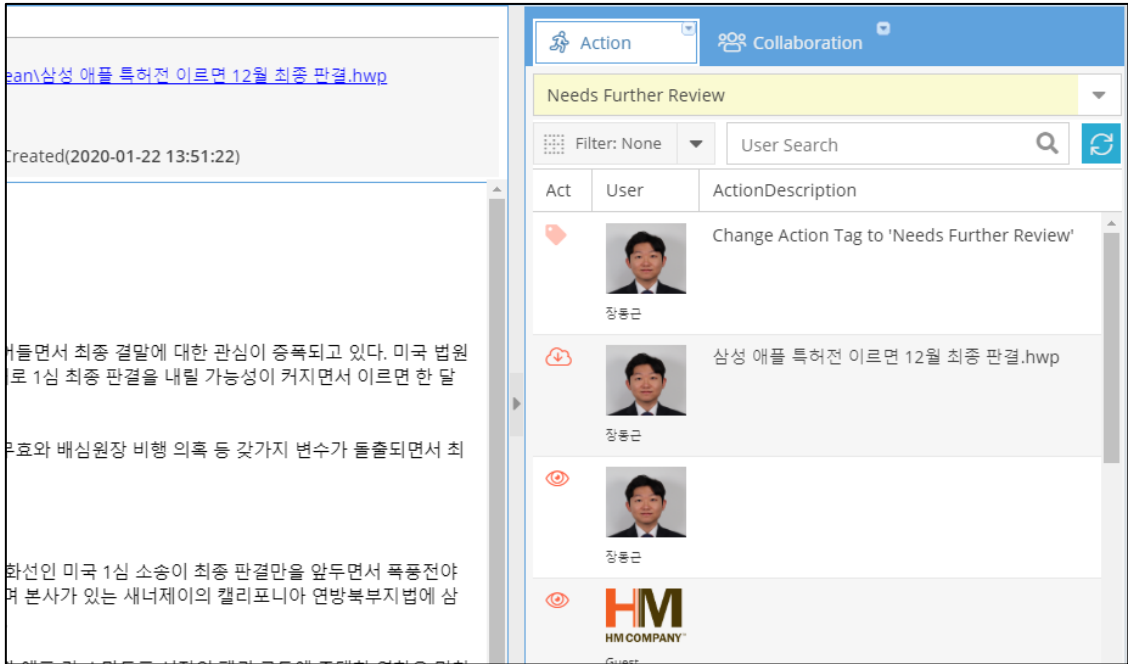 ean\삼성 애플 특허전 이르면 12월 최종 판결.hwp
Created(2020-01-22 13:51:22)
어들면서 최종 결말에 대한 관심이 증폭되고 있다. 미국 법원
로 1심 최종 판결을 내릴 가능성이 커지면서 이르면 한 달
무효와 배심원장 비행 의혹 등 갖가지 변수가 돌출되면서 최
화선인 미국 1심 소송이 최종 판결만을 앞두면서 폭풍전야
며 본사가 있는 새너제이의 캘리포니아 연방북부지법에 삼
Action
Collaboration
Needs Further Review
Filter: None
User Search
Act User ActionDescription
Change Action Tag to 'Needs Further Review'
장동근
삼성 애플 특허전 이르면 12월 최종 판결.hwp
장동근
장동근
HM
HM COMPANY
Guest